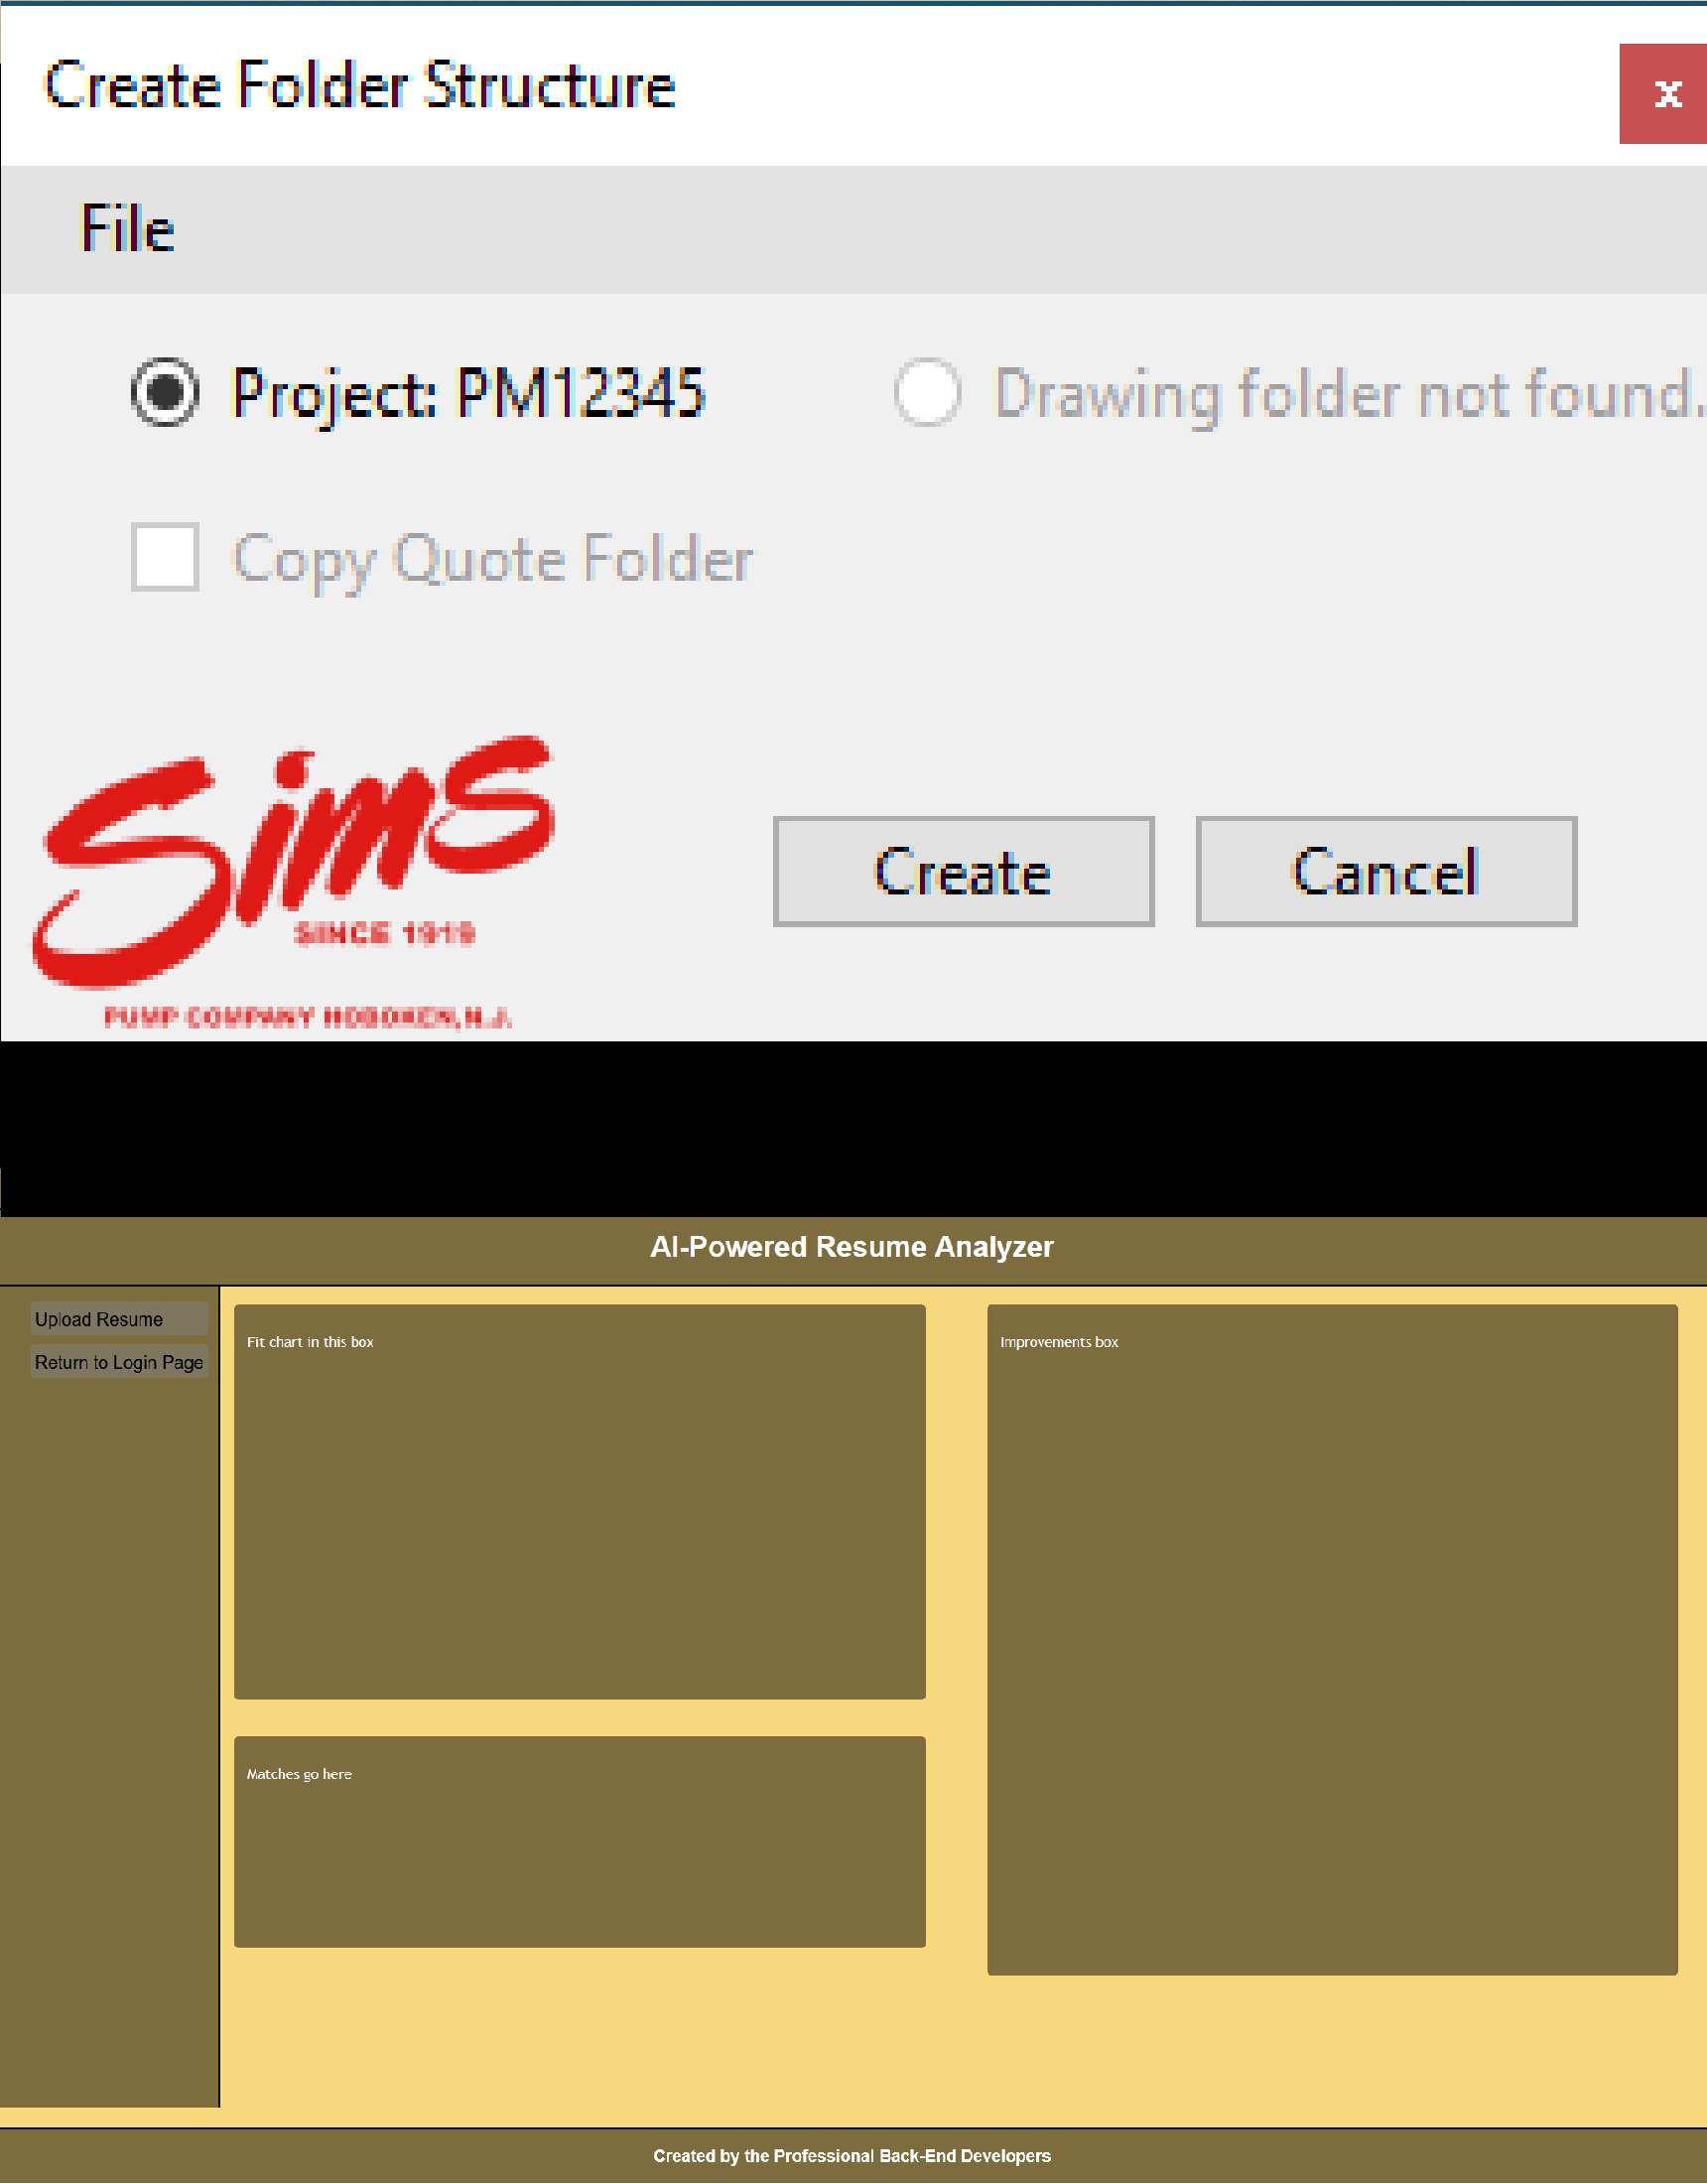 Create Folder Structure
x
File
Project: PM12345
Drawing folder not found.
Copy Quote Folder
Sims
SINCE 1919
PUMP COMPANY HOBOKEN, N.J.
Create
Cancel
AI-Powered Resume Analyzer
Upload Resume
Return to Login Page
Fit chart in this box
Improvements box
Matches go here
Created by the Professional Back-End Developers